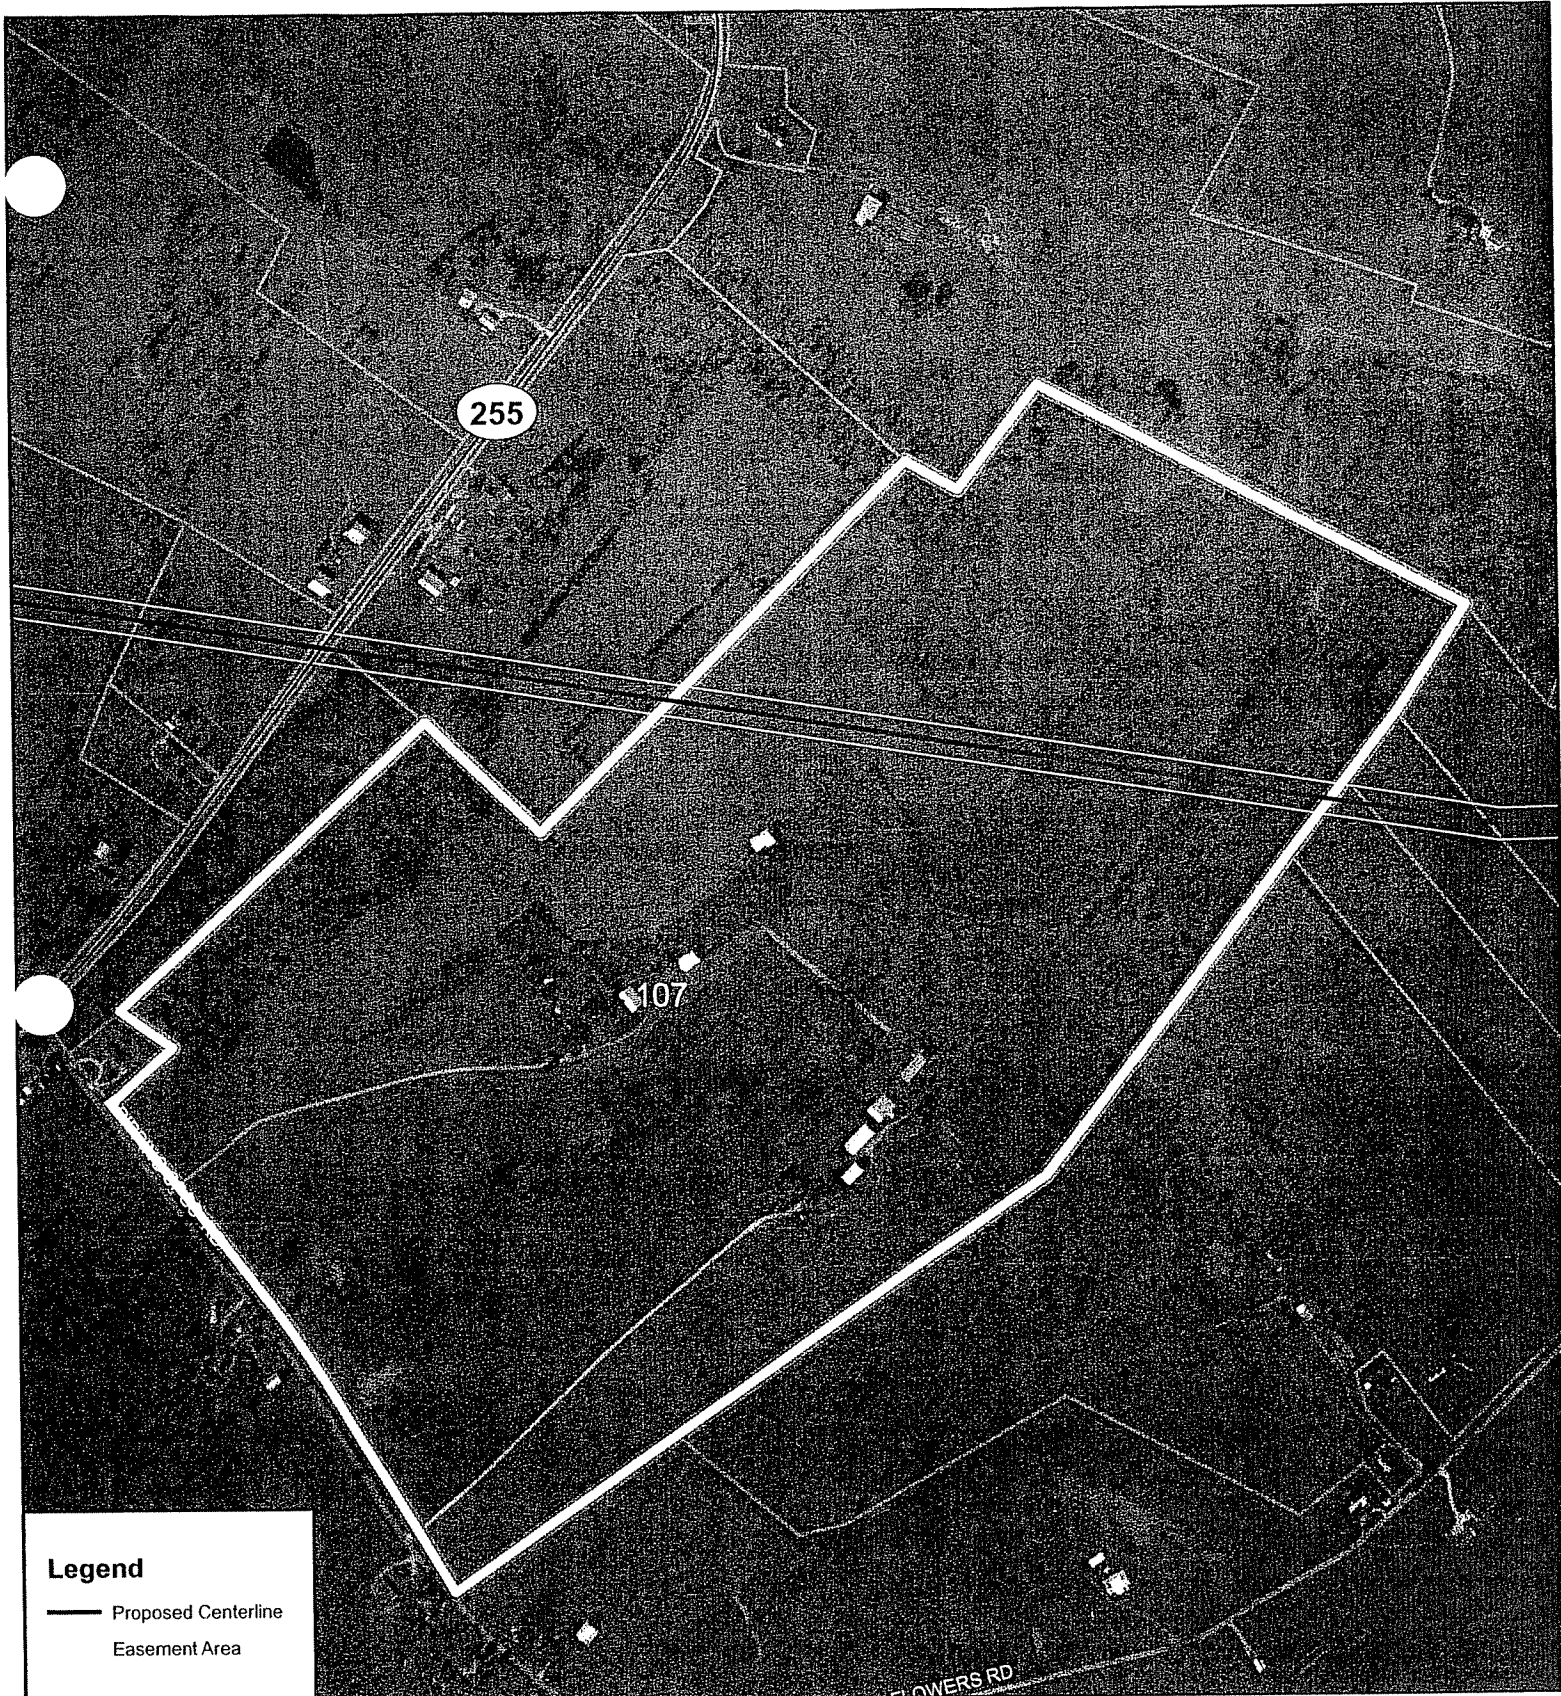 255
107
Legend
Proposed Centerline
Easement Area
FLOWERS RD